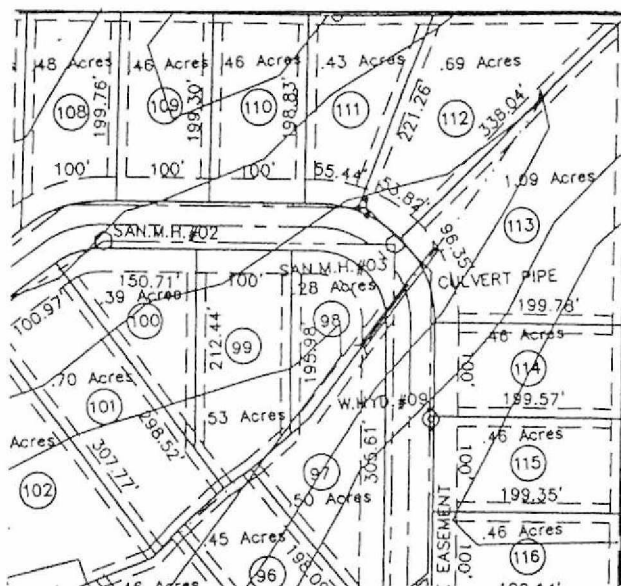 .48 Acres
.46 Acres
.46 Acres
.43 Acres
.69 Acres
108
199.76'
109
199.30'
110
198.83'
111
221.26'
112
338.04'
100'
100'
100'
55.44'
53.82'
96.35'
1.09 Acres
113
SAN.M.H.#02
SAN.M.H.#03
CULVERT PIPE
100.97'
150.71'
100'
.39 Acres
.28 Acres
199.78'
100
212.44'
99
195.98
98
.46 Acres
100'
114
.70 Acres
101
298.52'
.53 Acres
W.HYD.#09
199.57'
Acres
102
307.77'
97
.50 Acres
306.61'
.46 Acres
100'
115
199.35'
.45 Acres
96
198.09
EASEMENT
.46 Acres
100'
116
.46 Acres